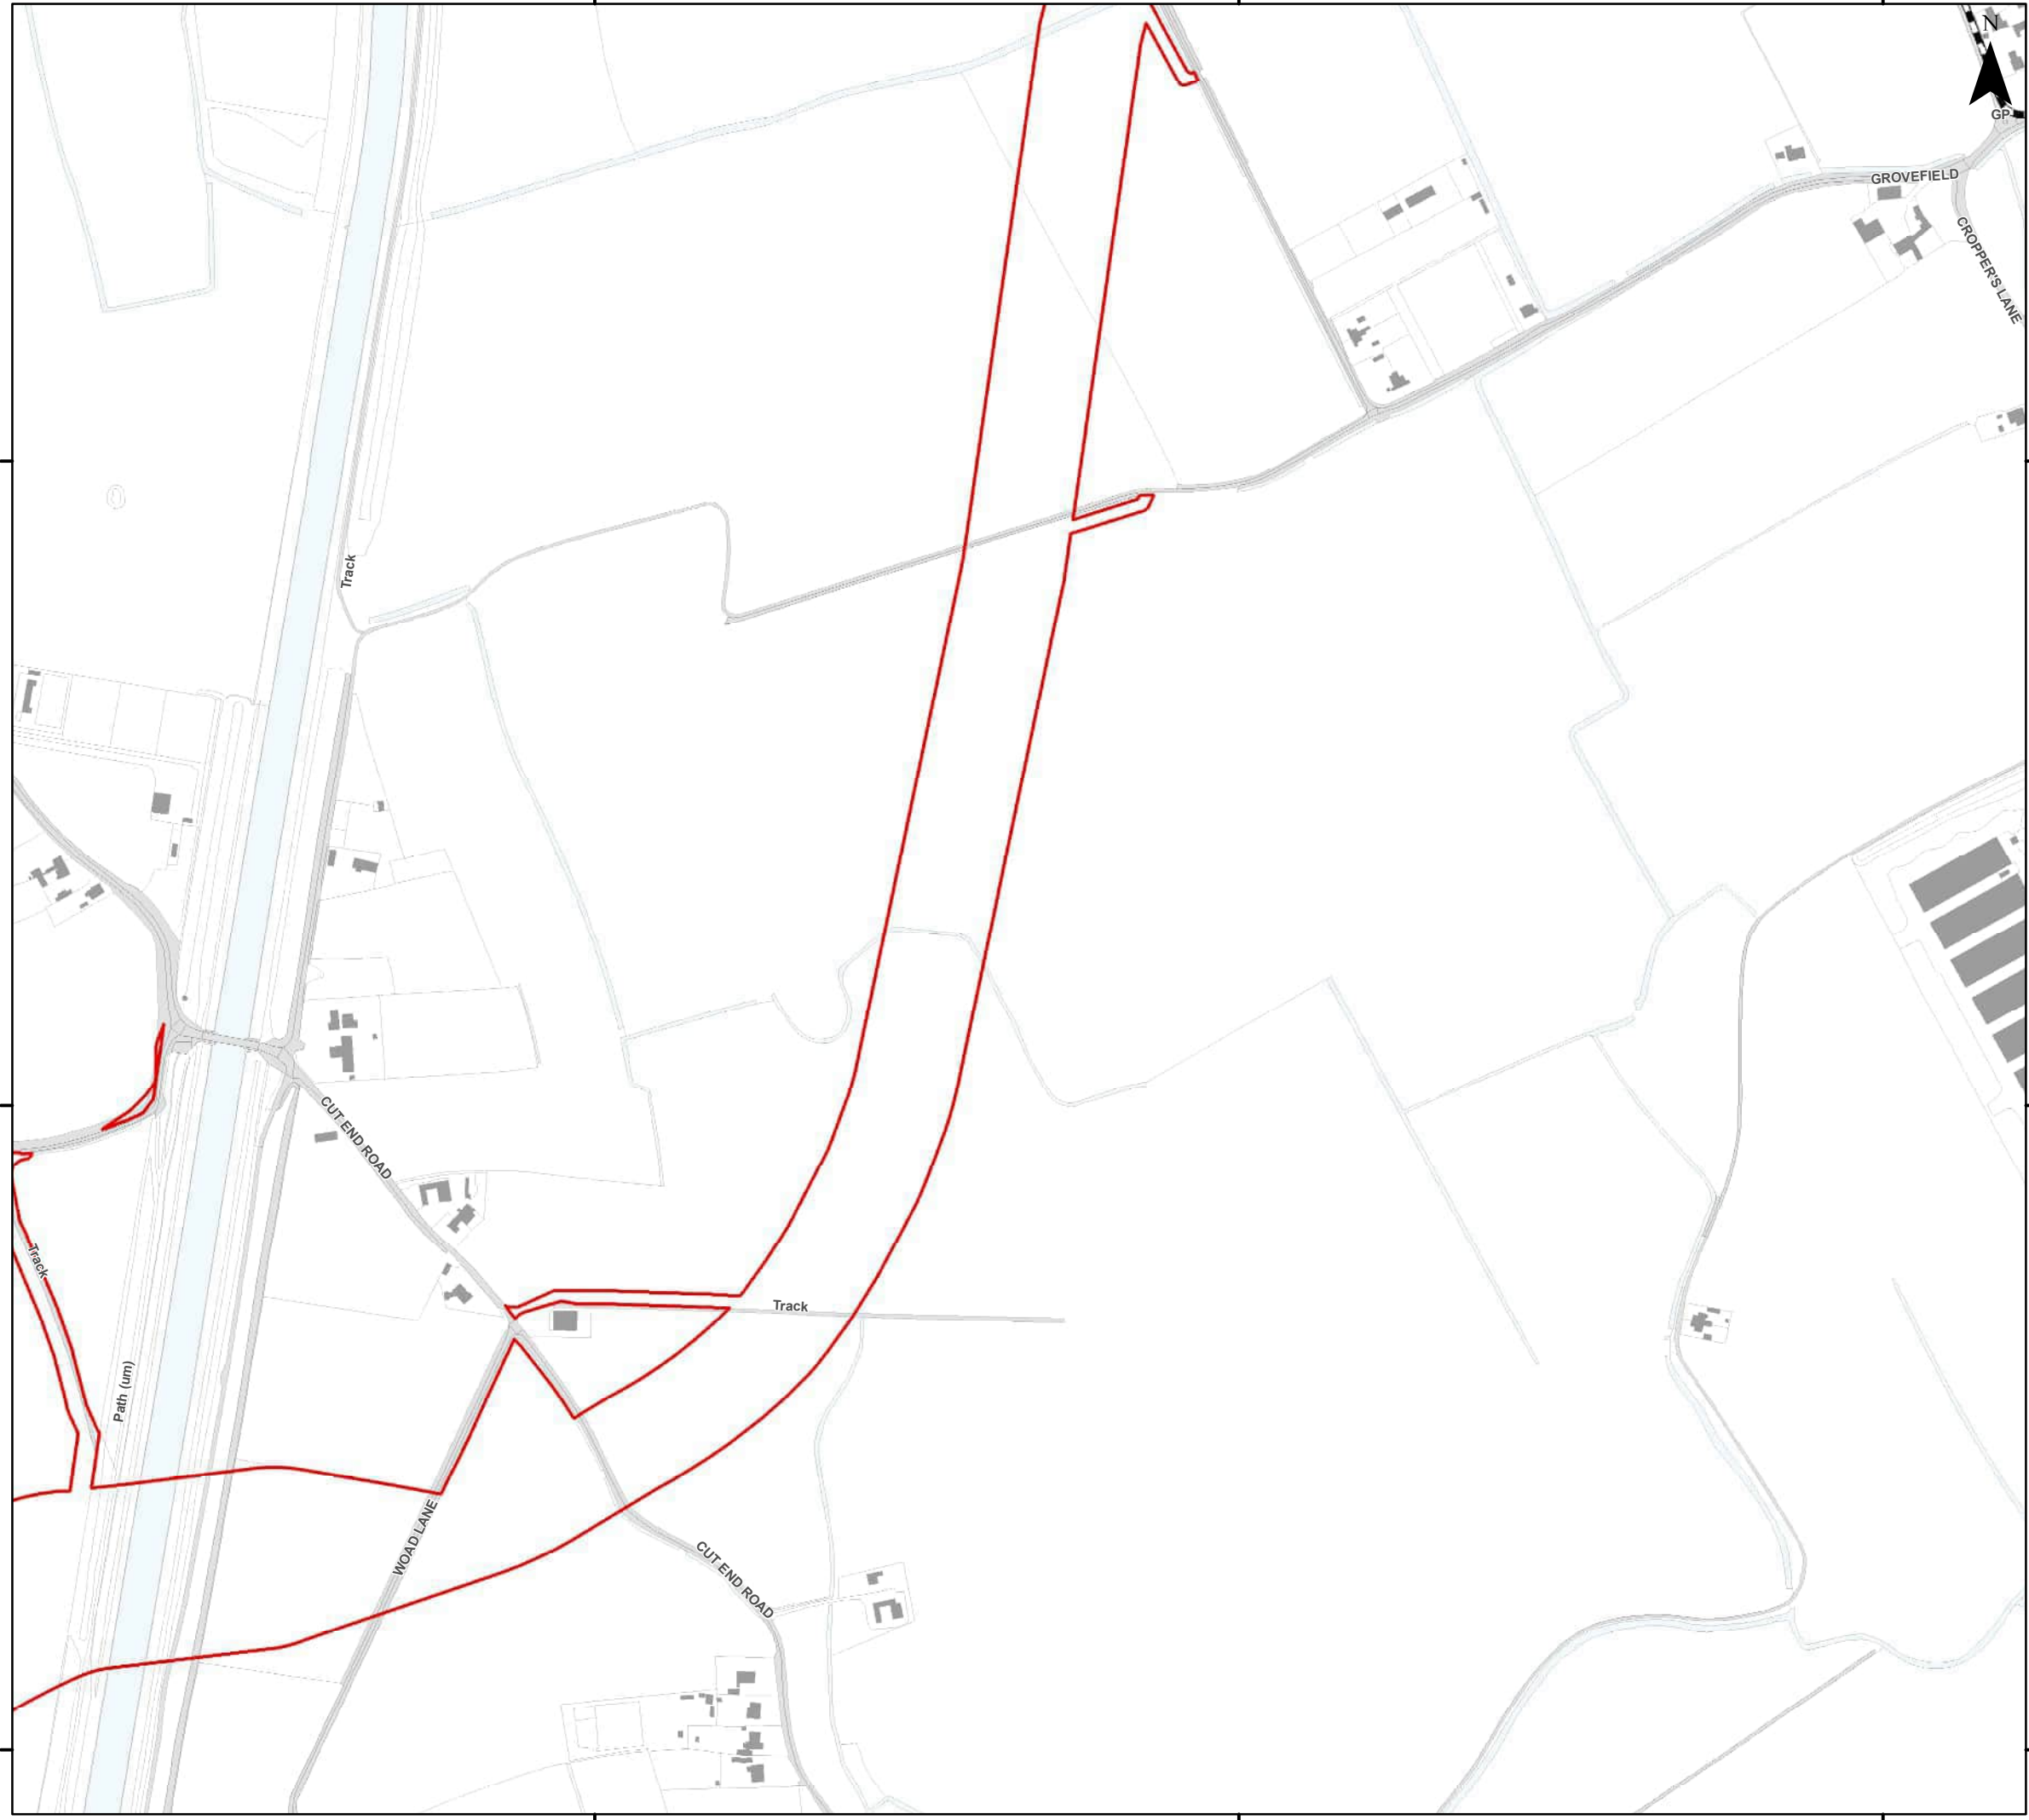 N
GP
GROVEFIELD
CROPPER'S LANE
Track
CUT END ROAD
Track
Track
Path (um)
WOAD LANE
CUT END ROAD